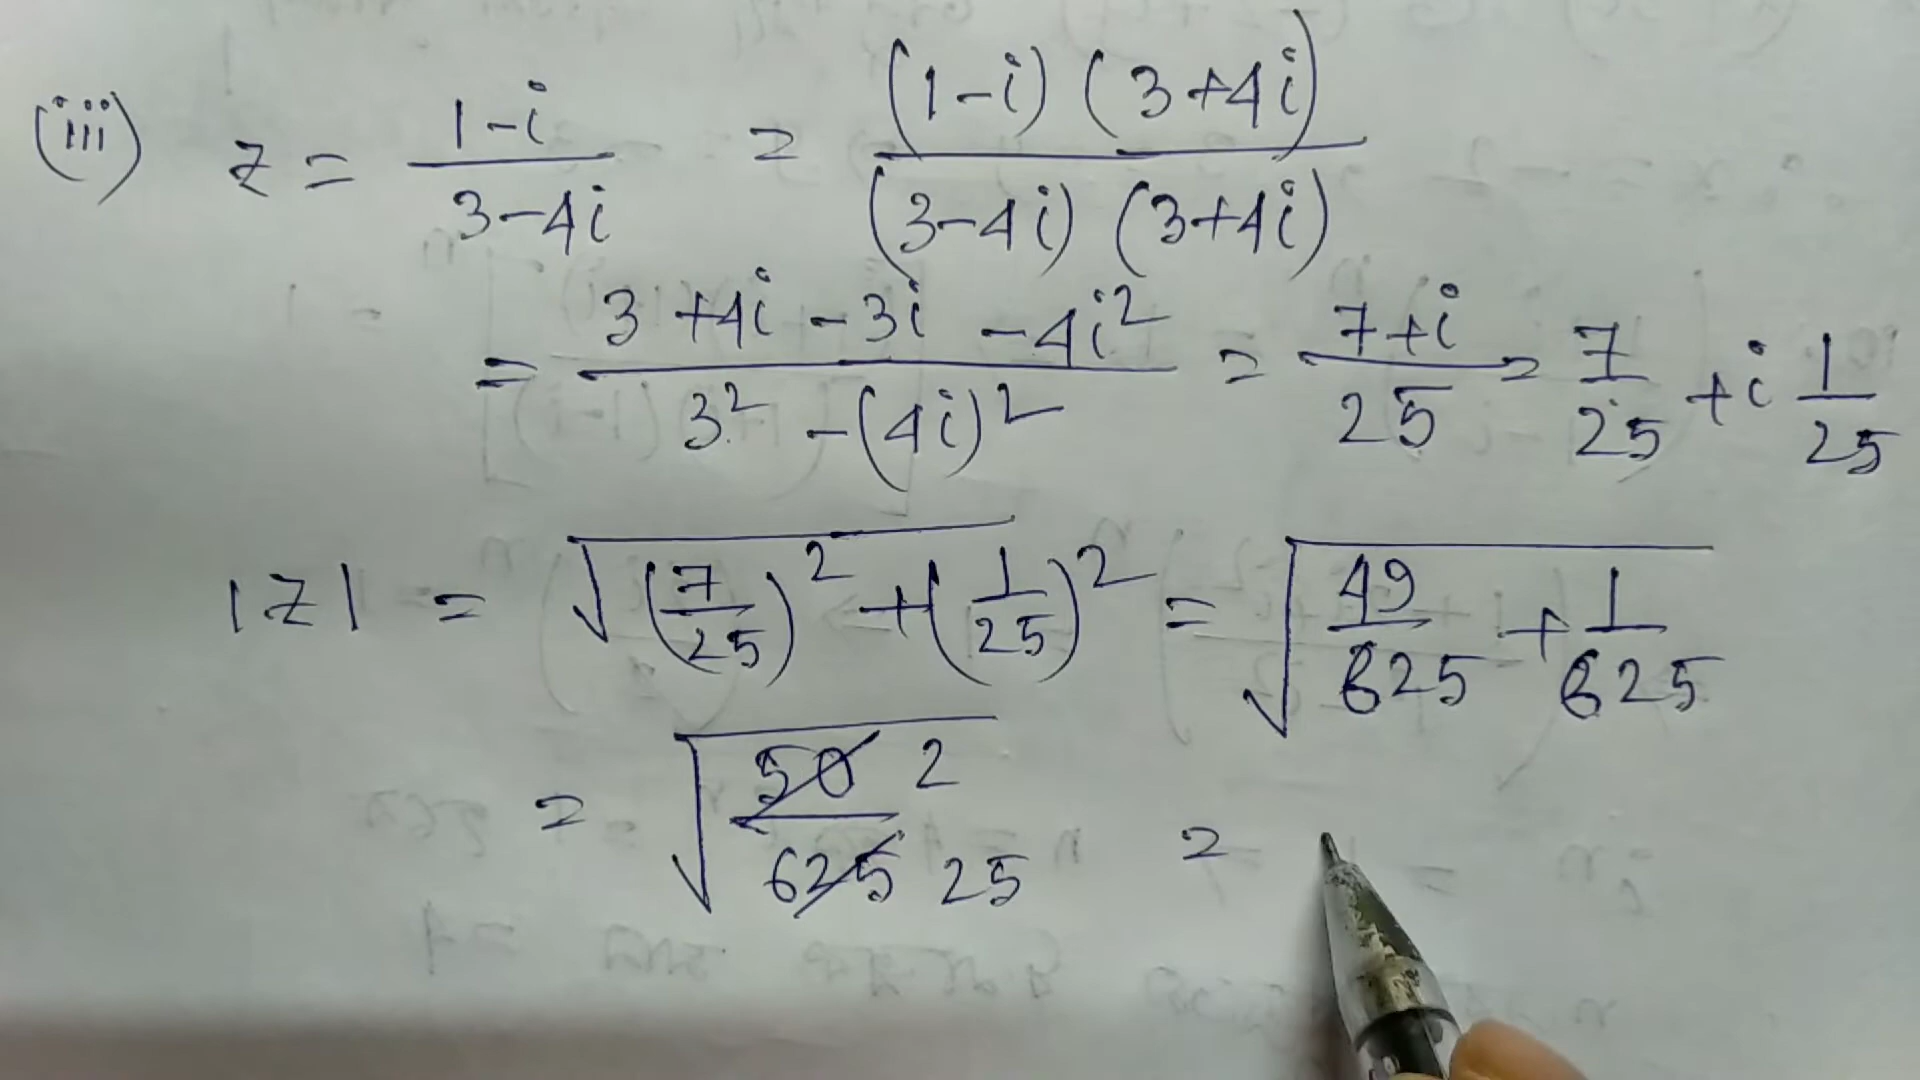 (iii) z = (1-i)/(3-4i) = ((1-i)(3+4i))/((3-4i)(3+4i))
= (3+4i-3i-4i²)/(3²-(4i)²) = (7+i)/25 = 7/25 + i 1/25
|z| = √((7/25)² + (1/25)²) = √(49/625 + 1/625)
= √(50/625) 2/25 =